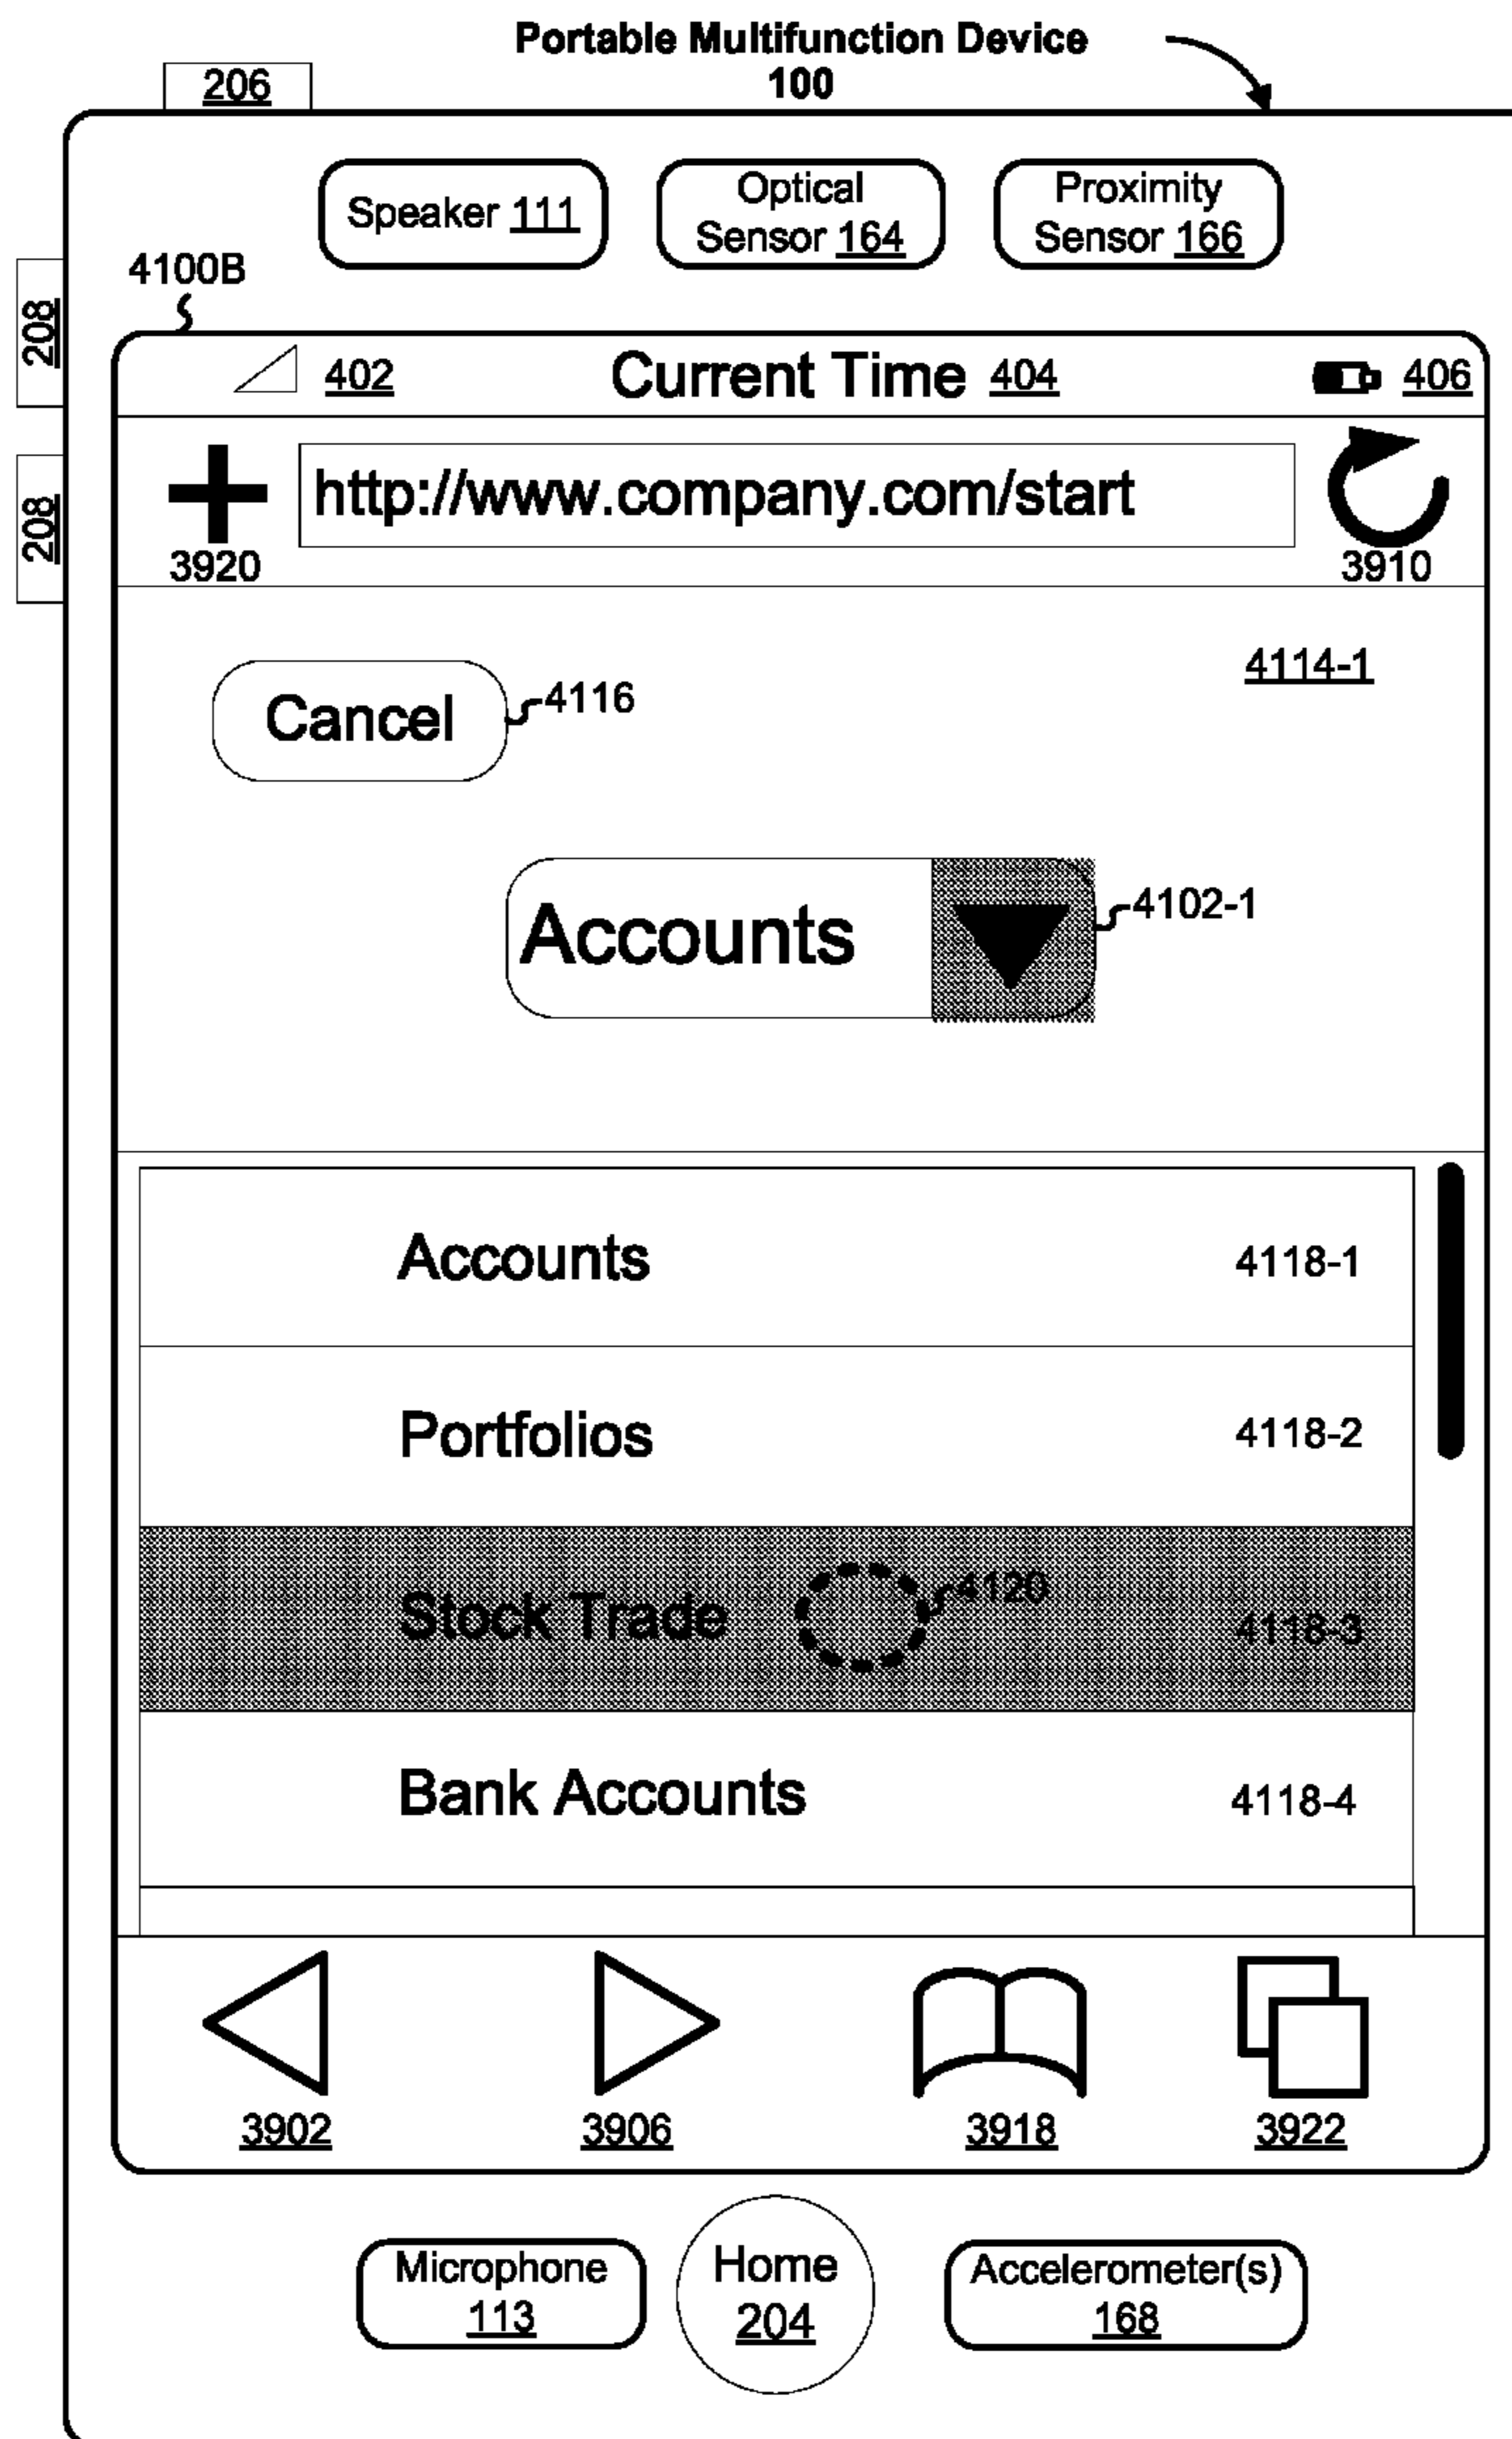 Portable Multifunction Device
100
206
Speaker 111
Optical
Sensor 164
Proximity
Sensor 166
4100B
208
208
402
Current Time 404
406
http://www.company.com/start
3920
3910
4114-1
Cancel
4116
Accounts
4102-1
Accounts
4118-1
Portfolios
4118-2
Stock Trade
4120
4118-3
Bank Accounts
4118-4
3902
3906
3918
3922
Microphone
113
Home
204
Accelerometer(s)
168